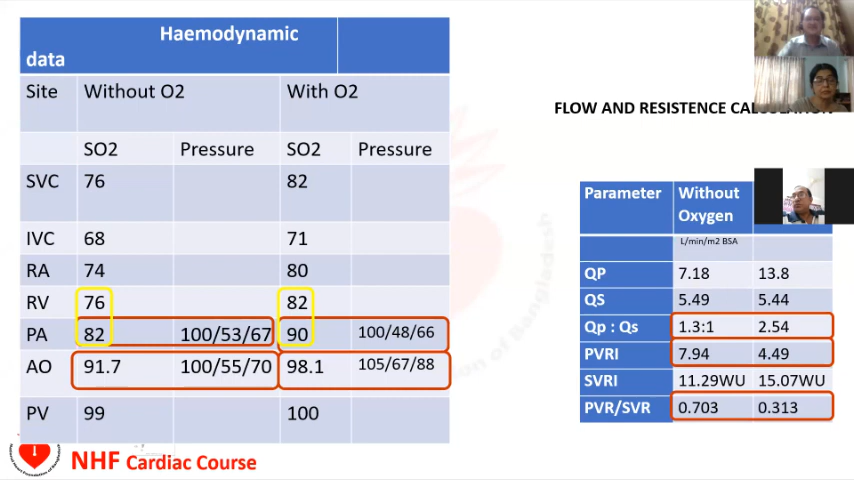 Haemodynamic
data
Site Without O2 With O2
SO2 Pressure SO2 Pressure
SVC 76 82
IVC 68 71
RA 74 80
RV 76 82
PA 82 100/53/67 90 100/48/66
AO 91.7 100/55/70 98.1 105/67/88
PV 99 100
NHF Cardiac Course
FLOW AND RESISTENCE CALCULATION
Parameter Without
Oxygen
L/min/m2 BSA
QP 7.18 13.8
QS 5.49 5.44
Qp : Qs 1.3:1 2.54
PVRI 7.94 4.49
SVRI 11.29WU 15.07WU
PVR/SVR 0.703 0.313
on of Bangladesh